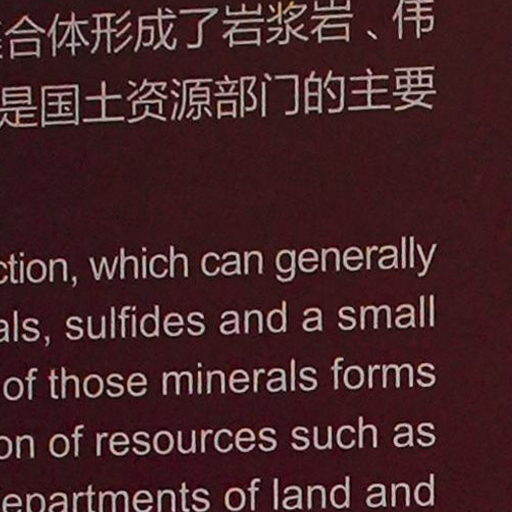 合体形成了岩浆岩、伟
是国土资源部门的主要
ction, which can generally
als, sulfides and a small
of those minerals forms
on of resources such as
epartments of land and